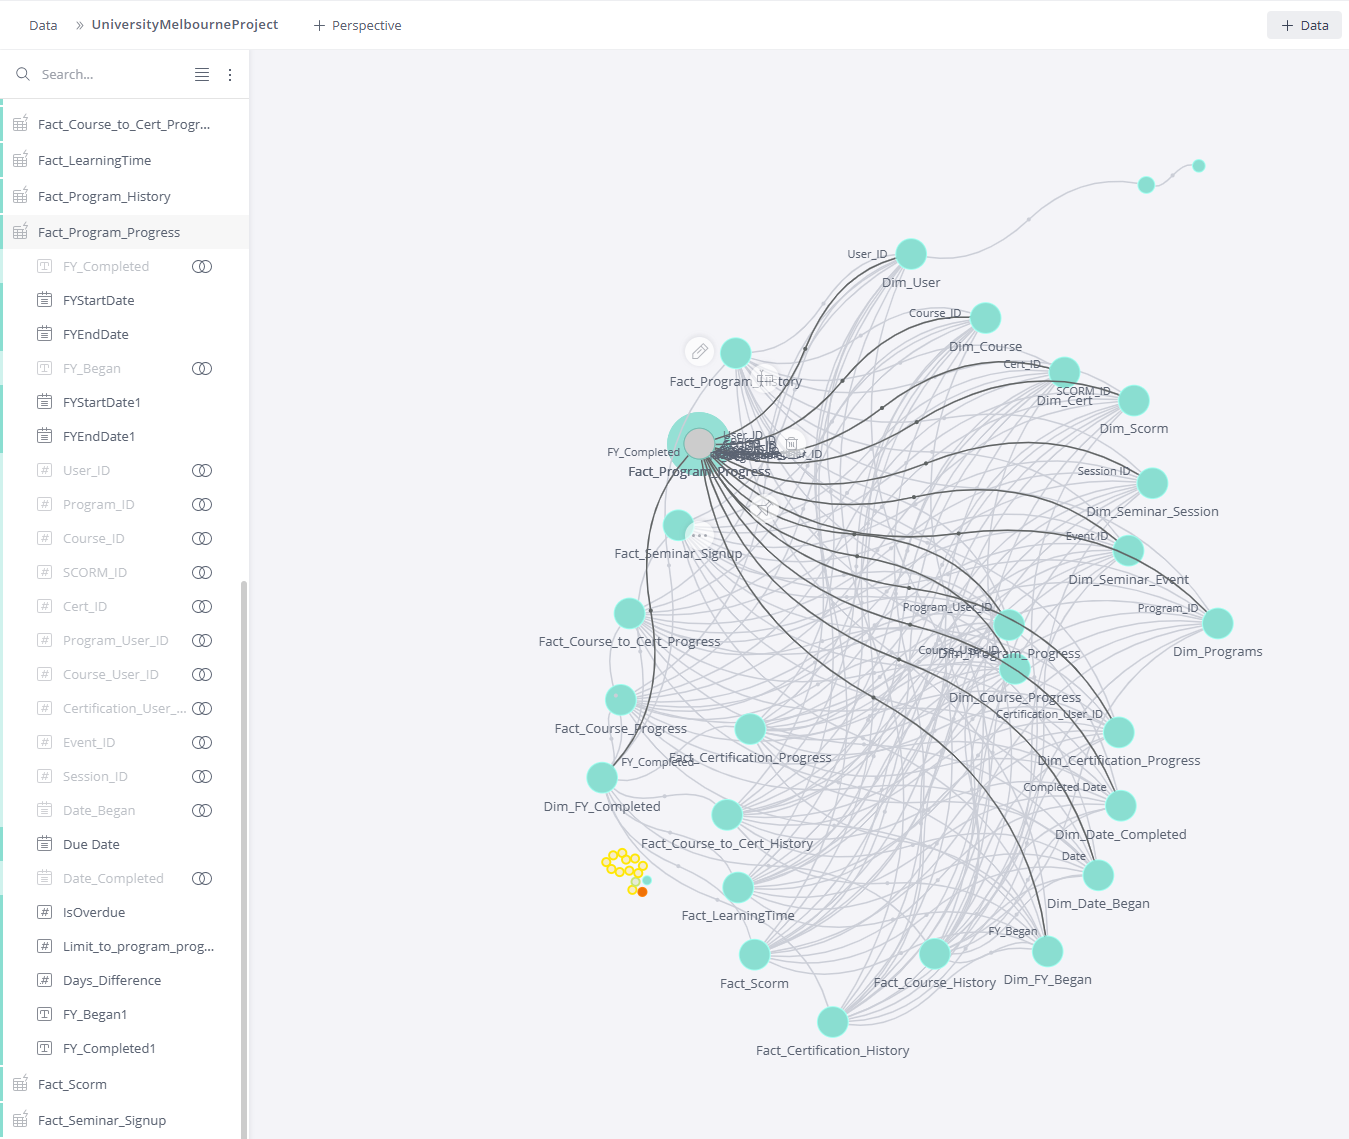 Data » UniversityMelbourneProject + Perspective + Data
Search...
Fact_Course_to_Cert_Progr...
Fact_LearningTime
Fact_Program_History
Fact_Program_Progress
FY_Completed
FYStartDate
FYEndDate
FY_Began
FYStartDate1
FYEndDate1
User_ID
Program_ID
Course_ID
SCORM_ID
Cert_ID
Program_User_ID
Course_User_ID
Certification_User_...
Event_ID
Session_ID
Date_Began
Due Date
Date_Completed
IsOverdue
Limit_to_program_prog...
Days_Difference
FY_Began1
FY_Completed1
Fact_Scorm
Fact_Seminar_Signup
User_ID
Dim_User
Course_ID
Dim_Course
Cert_ID
Dim_Cert
SCORM_ID
Dim_Scorm
Fact_Program_History
User_ID
FY_Completed
Fact_Program_Progress
Session ID
Dim_Seminar_Session
Fact_Seminar_Signup
Event ID
Dim_Seminar_Event
Program_ID
Dim_Programs
Program_User_ID
Dim_Program_Progress
Fact_Course_to_Cert_Progress
Course_User_ID
Dim_Course_Progress
Certification_User_ID
Dim_Certification_Progress
Fact_Course_Progress
Fact_Certification_Progress
FY_Completed
Dim_FY_Completed
Completed Date
Dim_Date_Completed
Fact_Course_to_Cert_History
Date
Dim_Date_Began
Fact_LearningTime
FY_Began
Dim_FY_Began
Fact_Scorm
Fact_Course_History
Fact_Certification_History